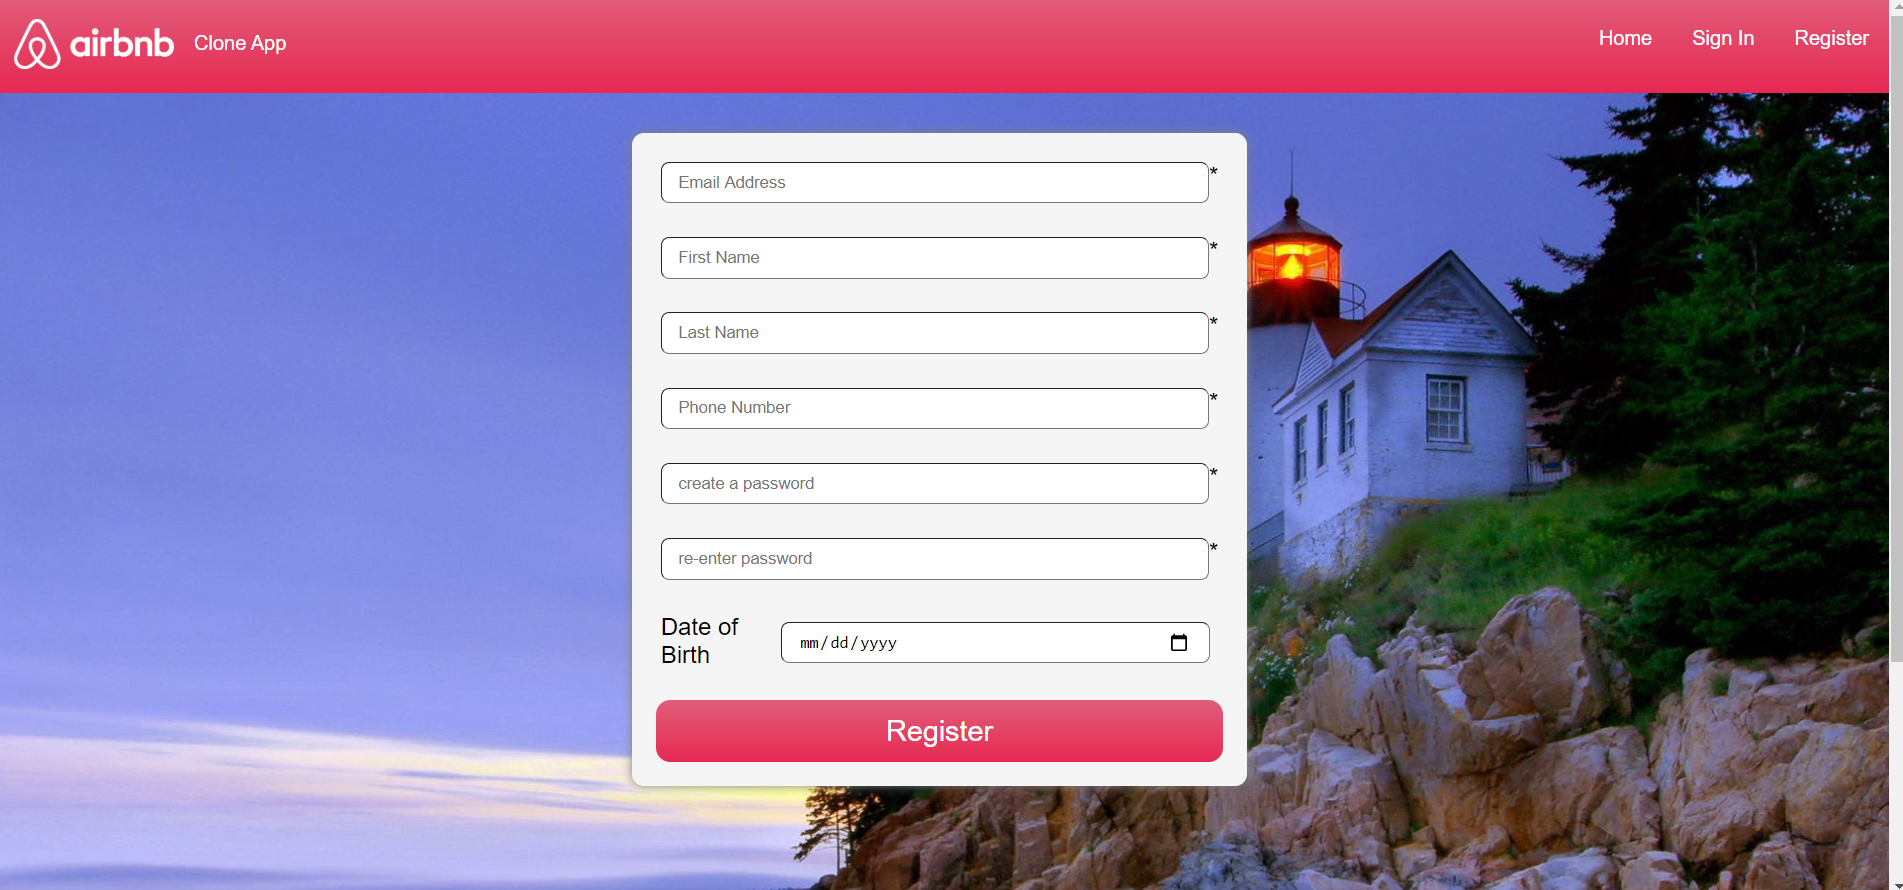 airbnb Clone App Home Sign In Register
Email Address *
First Name *
Last Name *
Phone Number *
create a password *
re-enter password *
Date of
Birth
mm/dd/yyyy
Register